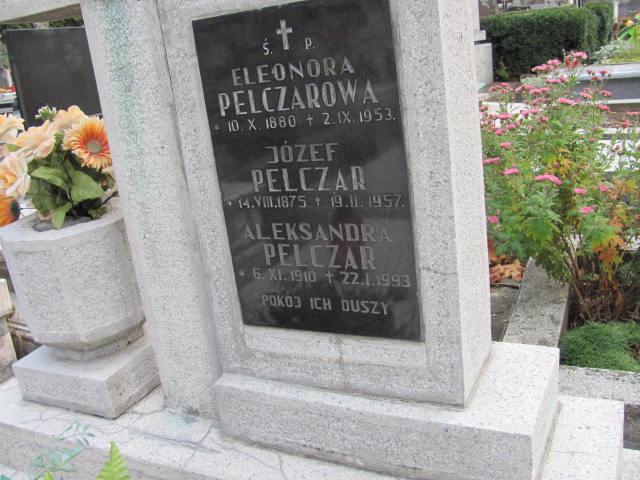 Ś. P.
ELEONORA
PELCZAROWA
* 10.X.1880 + 2.IX.1953.
JÓZEF
PELCZAR
* 14.VIII.1875 + 19.II.1957.
ALEKSANDRA
PELCZAR
* 6.XI.1910 + 22.I.1993
POKÓJ ICH DUSZY